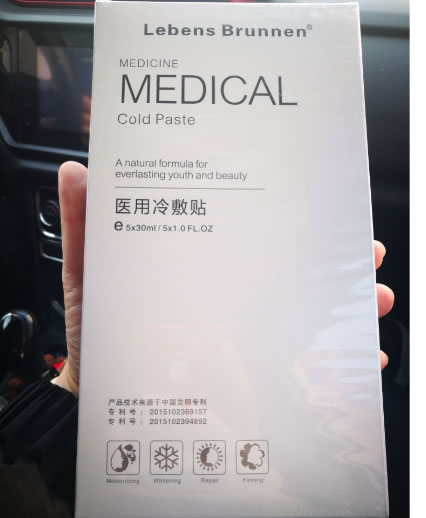 Lebens Brunnen®
MEDICINE
MEDICAL
Cold Paste
A natural formula for
everlasting youth and beauty
医用冷敷贴
e 5x30ml / 5x1.0 FL.OZ
产品技术来源于中国发明专利
专利号：2015102369157
专利号：2015102394892
Moisturizing Whitening Repair Firming